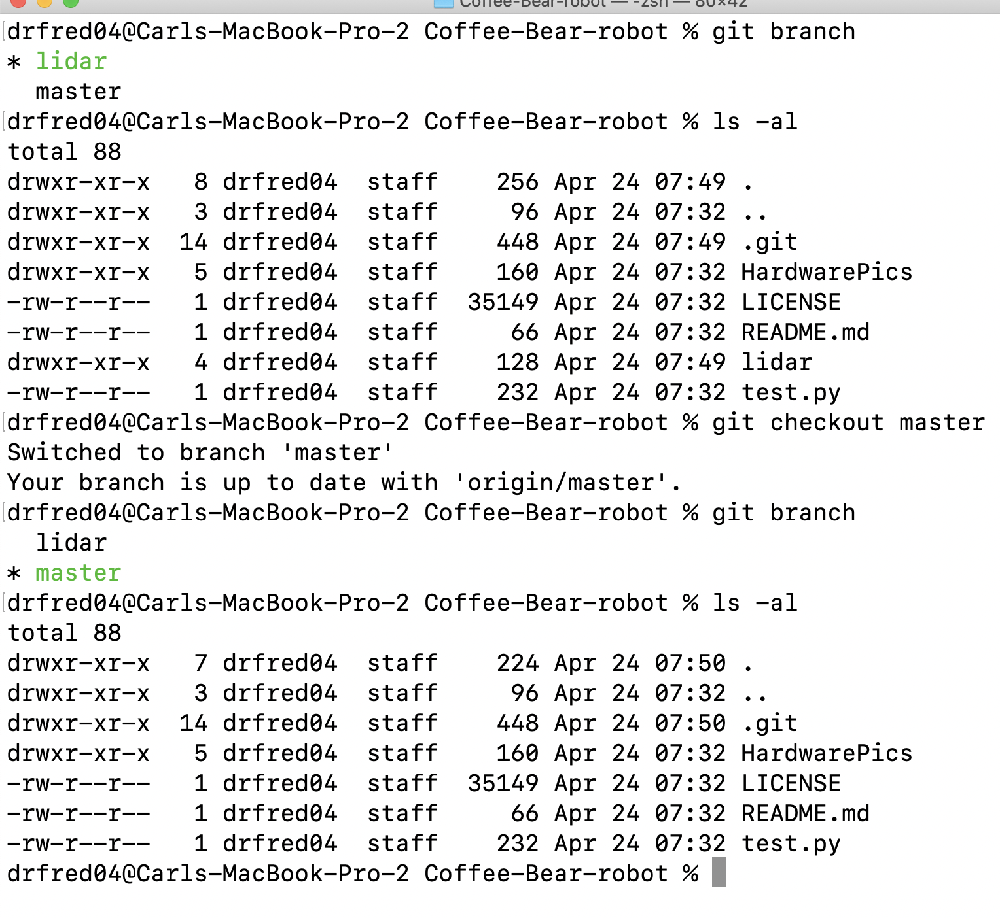 Coffee-Bear-robot — -zsh — 80×42
drfred04@Carls-MacBook-Pro-2 Coffee-Bear-robot % git branch
* lidar
  master
drfred04@Carls-MacBook-Pro-2 Coffee-Bear-robot % ls -al
total 88
drwxr-xr-x   8 drfred04  staff    256 Apr 24 07:49 .
drwxr-xr-x   3 drfred04  staff     96 Apr 24 07:32 ..
drwxr-xr-x  14 drfred04  staff    448 Apr 24 07:49 .git
drwxr-xr-x   5 drfred04  staff    160 Apr 24 07:32 HardwarePics
-rw-r--r--   1 drfred04  staff  35149 Apr 24 07:32 LICENSE
-rw-r--r--   1 drfred04  staff     66 Apr 24 07:32 README.md
drwxr-xr-x   4 drfred04  staff    128 Apr 24 07:49 lidar
-rw-r--r--   1 drfred04  staff    232 Apr 24 07:32 test.py
drfred04@Carls-MacBook-Pro-2 Coffee-Bear-robot % git checkout master
Switched to branch 'master'
Your branch is up to date with 'origin/master'.
drfred04@Carls-MacBook-Pro-2 Coffee-Bear-robot % git branch
  lidar
* master
drfred04@Carls-MacBook-Pro-2 Coffee-Bear-robot % ls -al
total 88
drwxr-xr-x   7 drfred04  staff    224 Apr 24 07:50 .
drwxr-xr-x   3 drfred04  staff     96 Apr 24 07:32 ..
drwxr-xr-x  14 drfred04  staff    448 Apr 24 07:50 .git
drwxr-xr-x   5 drfred04  staff    160 Apr 24 07:32 HardwarePics
-rw-r--r--   1 drfred04  staff  35149 Apr 24 07:32 LICENSE
-rw-r--r--   1 drfred04  staff     66 Apr 24 07:32 README.md
-rw-r--r--   1 drfred04  staff    232 Apr 24 07:32 test.py
drfred04@Carls-MacBook-Pro-2 Coffee-Bear-robot %